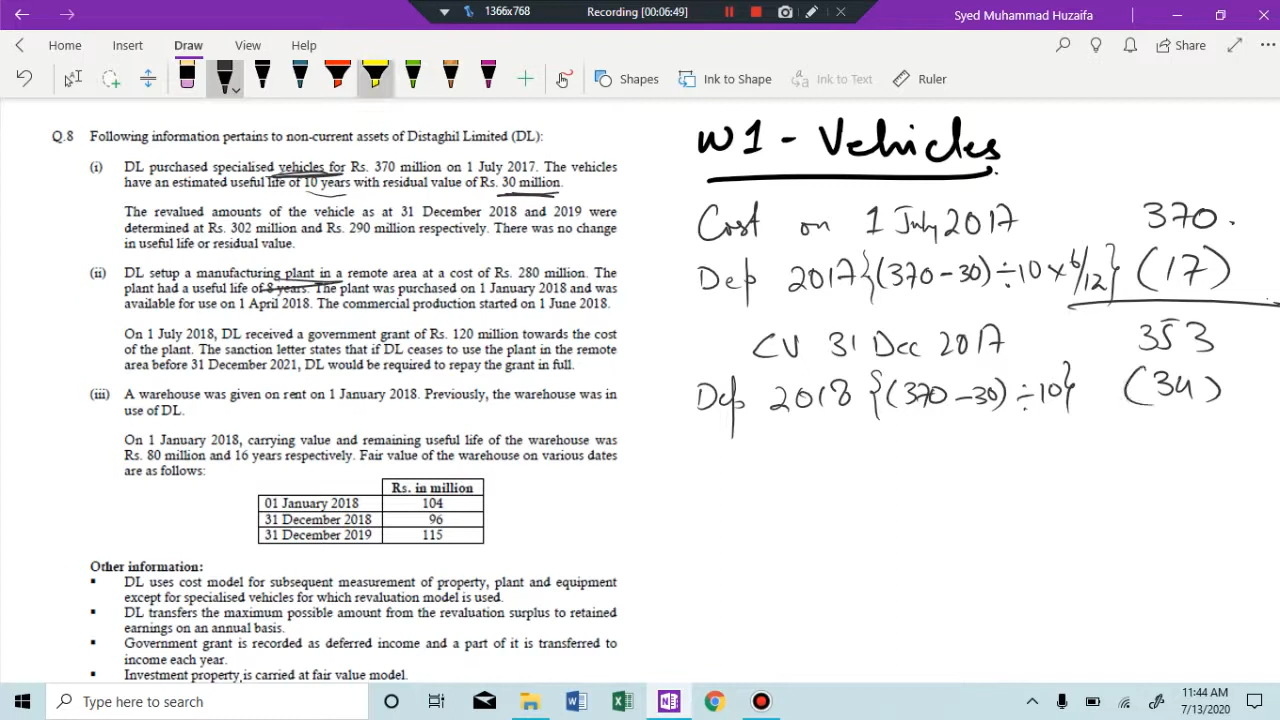 1366x768
Recording [00:06:49]
Syed Muhammad Huzaifa
Home Insert Draw View Help
Share
Shapes
Ink to Shape
Ink to Text
Ruler
Q.8 Following information pertains to non-current assets of Distaghil Limited (DL):
(i) DL purchased specialised vehicles for Rs. 370 million on 1 July 2017. The vehicles
have an estimated useful life of 10 years with residual value of Rs. 30 million.
The revalued amounts of the vehicle as at 31 December 2018 and 2019 were
determined at Rs. 302 million and Rs. 290 million respectively. There was no change
in useful life or residual value.
(ii) DL setup a manufacturing plant in a remote area at a cost of Rs. 280 million. The
plant had a useful life of 8 years. The plant was purchased on 1 January 2018 and was
available for use on 1 April 2018. The commercial production started on 1 June 2018.
On 1 July 2018, DL received a government grant of Rs. 120 million towards the cost
of the plant. The sanction letter states that if DL ceases to use the plant in the remote
area before 31 December 2021, DL would be required to repay the grant in full.
(iii) A warehouse was given on rent on 1 January 2018. Previously, the warehouse was in
use of DL.
On 1 January 2018, carrying value and remaining useful life of the warehouse was
Rs. 80 million and 16 years respectively. Fair value of the warehouse on various dates
are as follows:
Rs. in million
01 January 2018 104
31 December 2018 96
31 December 2019 115
Other information:
▪ DL uses cost model for subsequent measurement of property, plant and equipment
except for specialised vehicles for which revaluation model is used.
▪ DL transfers the maximum possible amount from the revaluation surplus to retained
earnings on an annual basis.
▪ Government grant is recorded as deferred income and a part of it is transferred to
income each year.
▪ Investment property is carried at fair value model.
W1 - Vehicles
Cost on 1 July 2017 370.
Dep 2017 {(370-30) ÷ 10 x 6/12} (17)
CV 31 Dec 2017 353
Dep 2018 {(370-30) ÷ 10} (34)
Type here to search
11:44 AM
7/13/2020